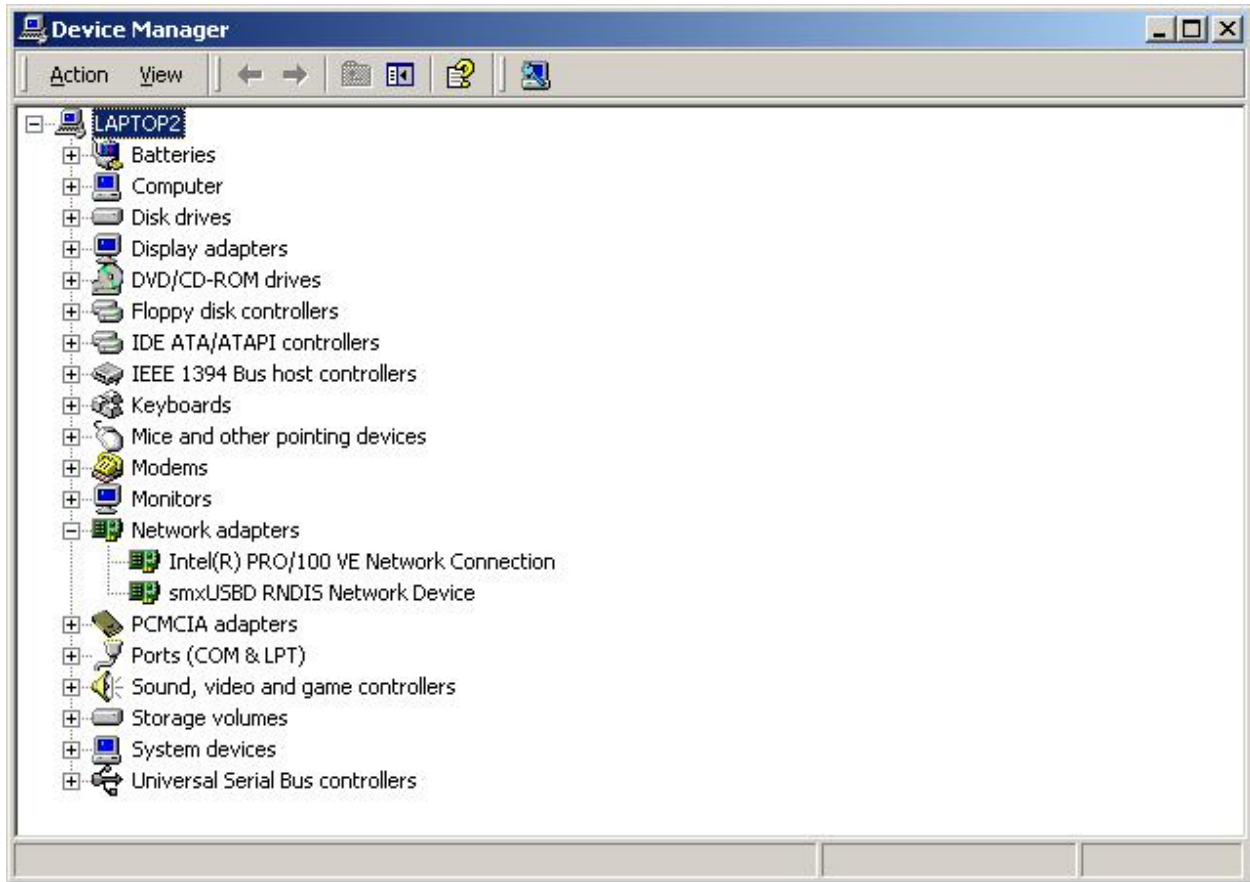 Device Manager
Action View
LAPTOP2
Batteries
Computer
Disk drives
Display adapters
DVD/CD-ROM drives
Floppy disk controllers
IDE ATA/ATAPI controllers
IEEE 1394 Bus host controllers
Keyboards
Mice and other pointing devices
Modems
Monitors
Network adapters
Intel(R) PRO/100 VE Network Connection
smxUSBD RNDIS Network Device
PCMCIA adapters
Ports (COM & LPT)
Sound, video and game controllers
Storage volumes
System devices
Universal Serial Bus controllers